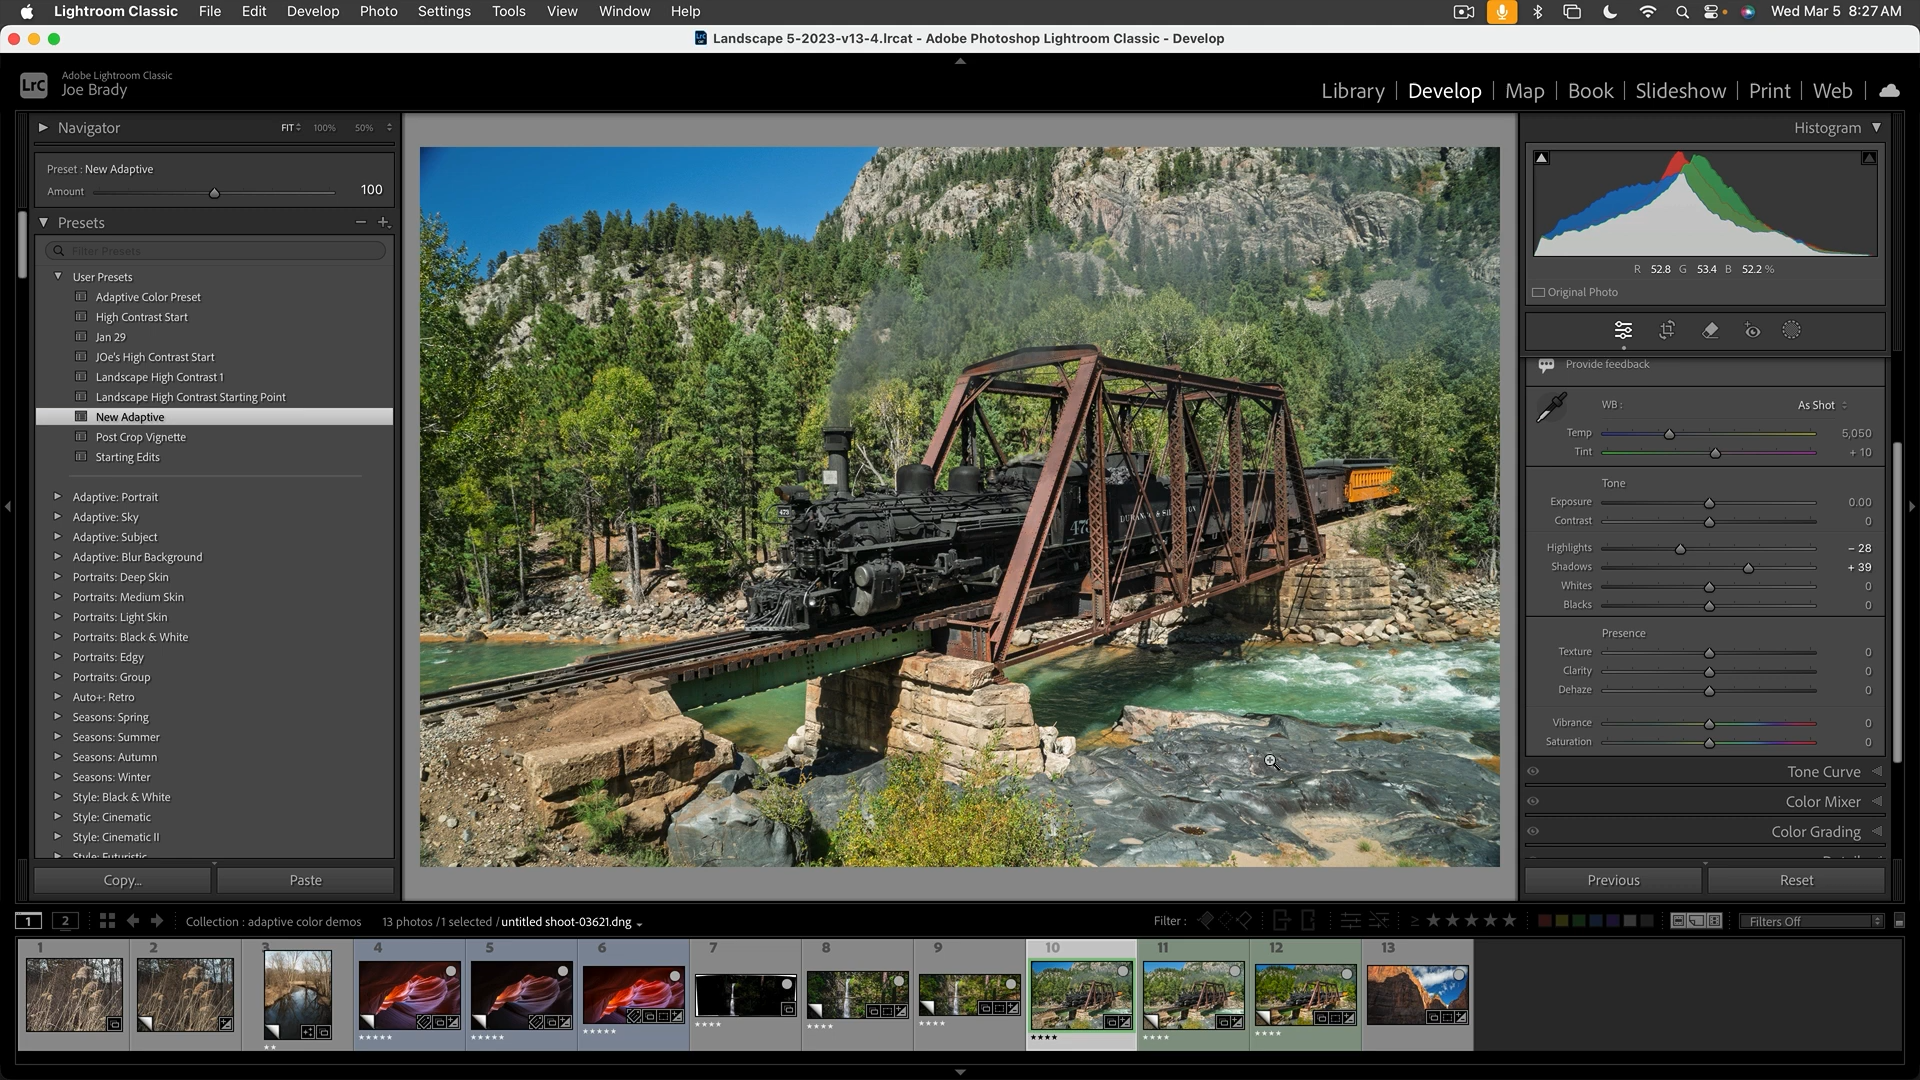 Lightroom Classic File Edit Develop Photo Settings Tools View Window Help Wed Mar 5 8:27 AM
Landscape 5-2023-v13-4.lrcat - Adobe Photoshop Lightroom Classic - Develop
LrC Adobe Lightroom Classic
Joe Brady
Library Develop Map Book Slideshow Print Web
Navigator FIT 100% 50%
Preset : New Adaptive
Amount 100
Presets
Filter Presets
User Presets
Adaptive Color Preset
High Contrast Start
Jan 29
JOe's High Contrast Start
Landscape High Contrast 1
Landscape High Contrast Starting Point
New Adaptive
Post Crop Vignette
Starting Edits
Adaptive: Portrait
Adaptive: Sky
Adaptive: Subject
Adaptive: Blur Background
Portraits: Deep Skin
Portraits: Medium Skin
Portraits: Light Skin
Portraits: Black & White
Portraits: Edgy
Portraits: Group
Auto+: Retro
Seasons: Spring
Seasons: Summer
Seasons: Autumn
Seasons: Winter
Style: Black & White
Style: Cinematic
Style: Cinematic II
Style: Futuristic
Copy... Paste
473
473
DURANGO & SILVERTON
Histogram
R 52.8 G 53.4 B 52.2 %
Original Photo
Provide feedback
WB : As Shot
Temp 5,050
Tint + 10
Tone
Exposure 0.00
Contrast 0
Highlights – 28
Shadows + 39
Whites 0
Blacks 0
Presence
Texture 0
Clarity 0
Dehaze 0
Vibrance 0
Saturation 0
Tone Curve
Color Mixer
Color Grading
Detail
Previous Reset
1 2 Collection : adaptive color demos 13 photos /1 selected /untitled shoot-03621.dng Filter : ≥ ★★★★★ Filters Off
1 2 3 4 5 6 7 8 9 10 11 12 13